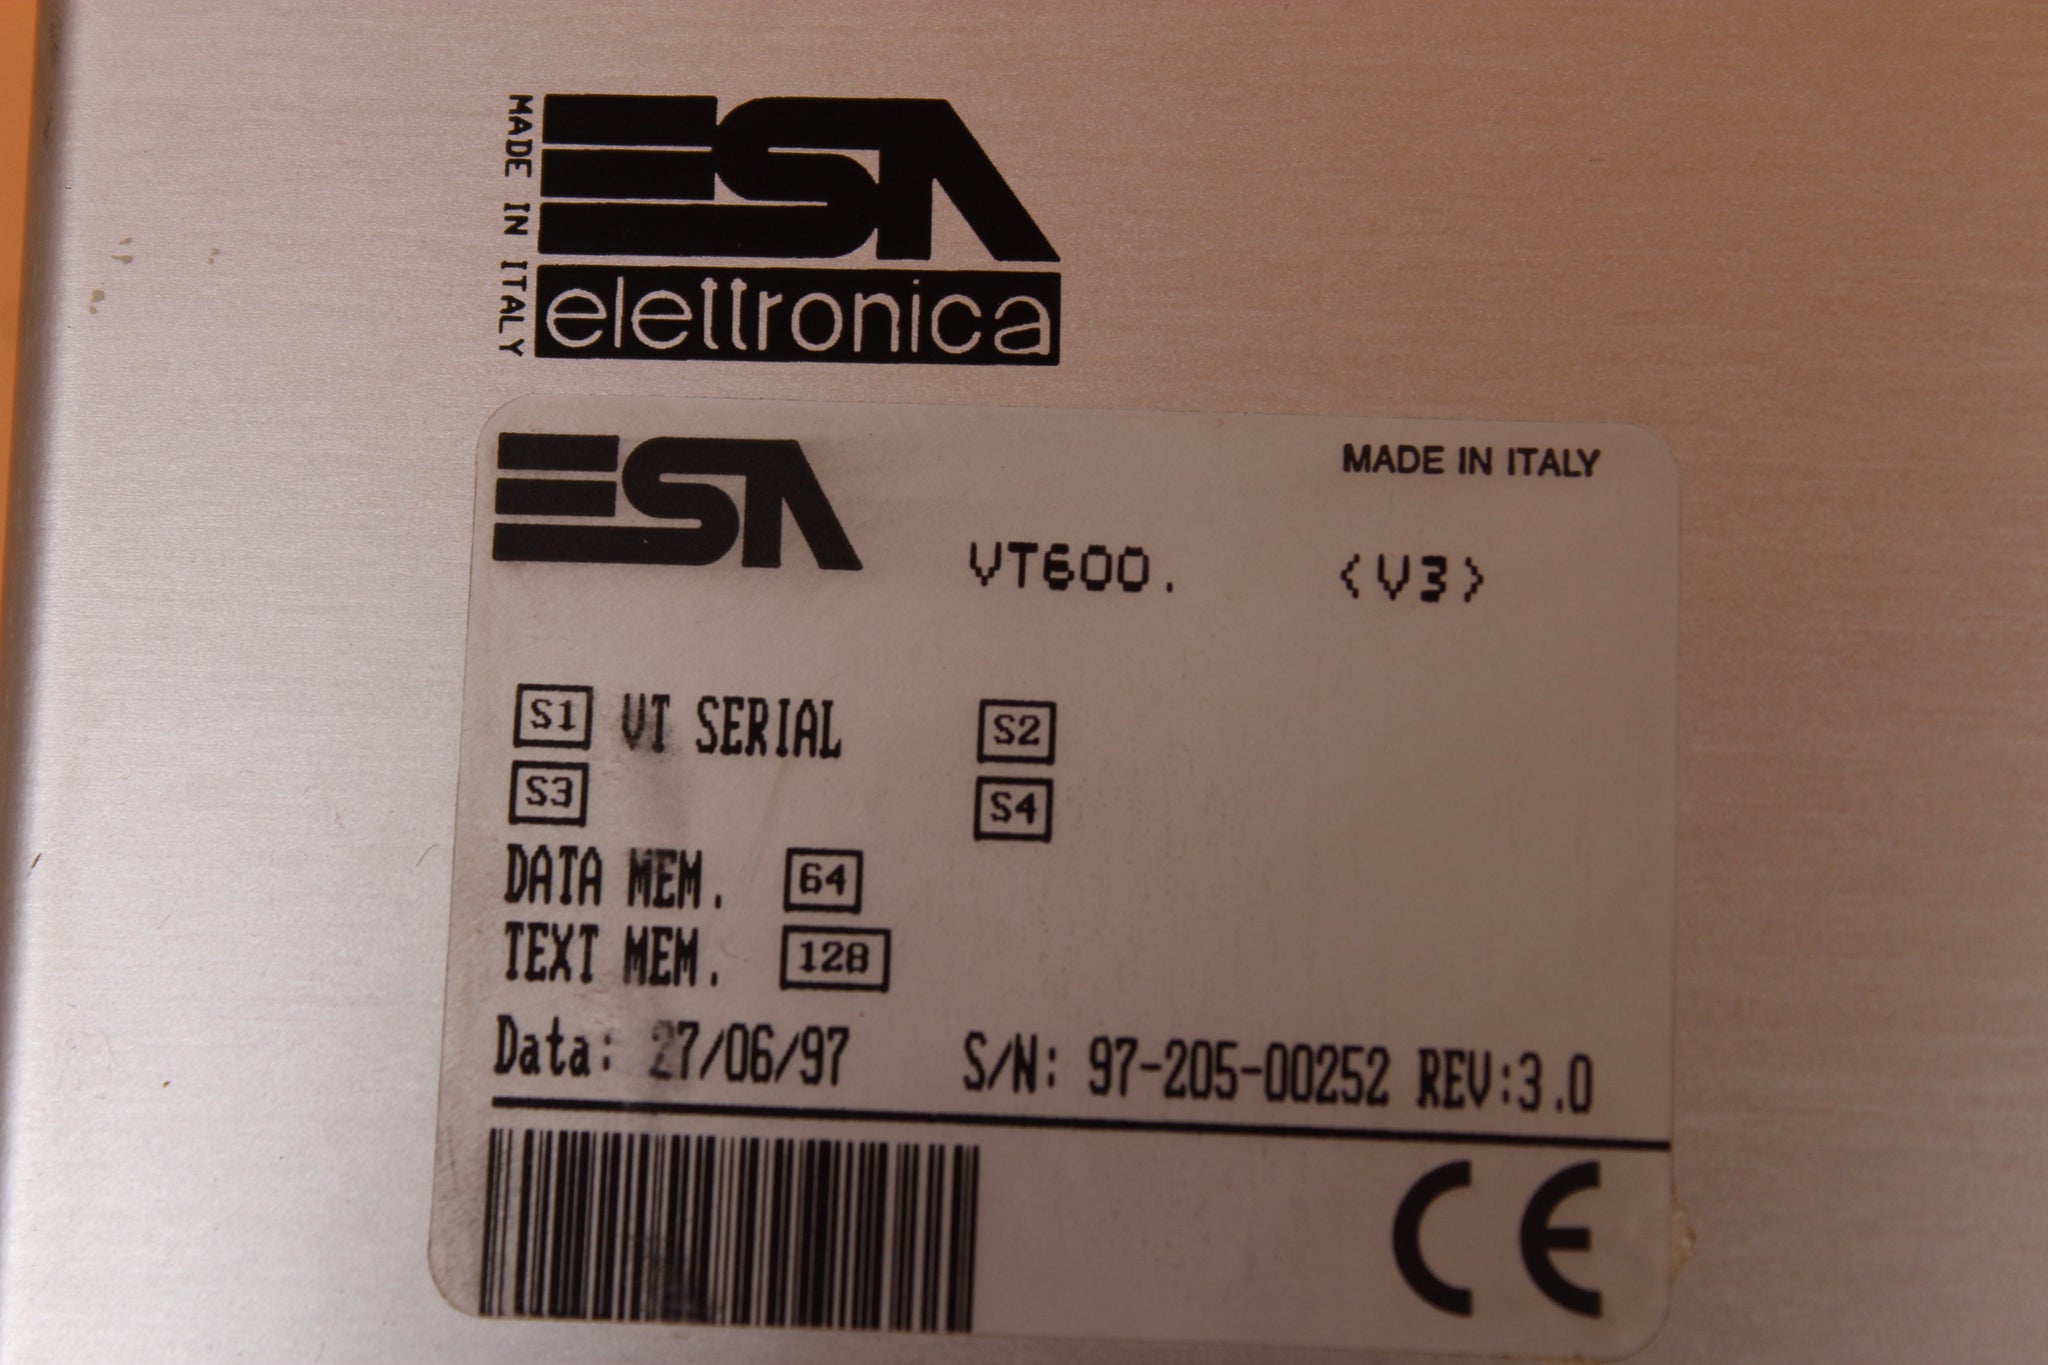 MADE IN ITALY
ESA
elettronica
ESA
MADE IN ITALY
VT600. <V3>
S1 VT SERIAL S2
S3 S4
DATA MEM. 64
TEXT MEM. 128
Data: 27/06/97 S/N: 97-205-00252 REV:3.0
CE